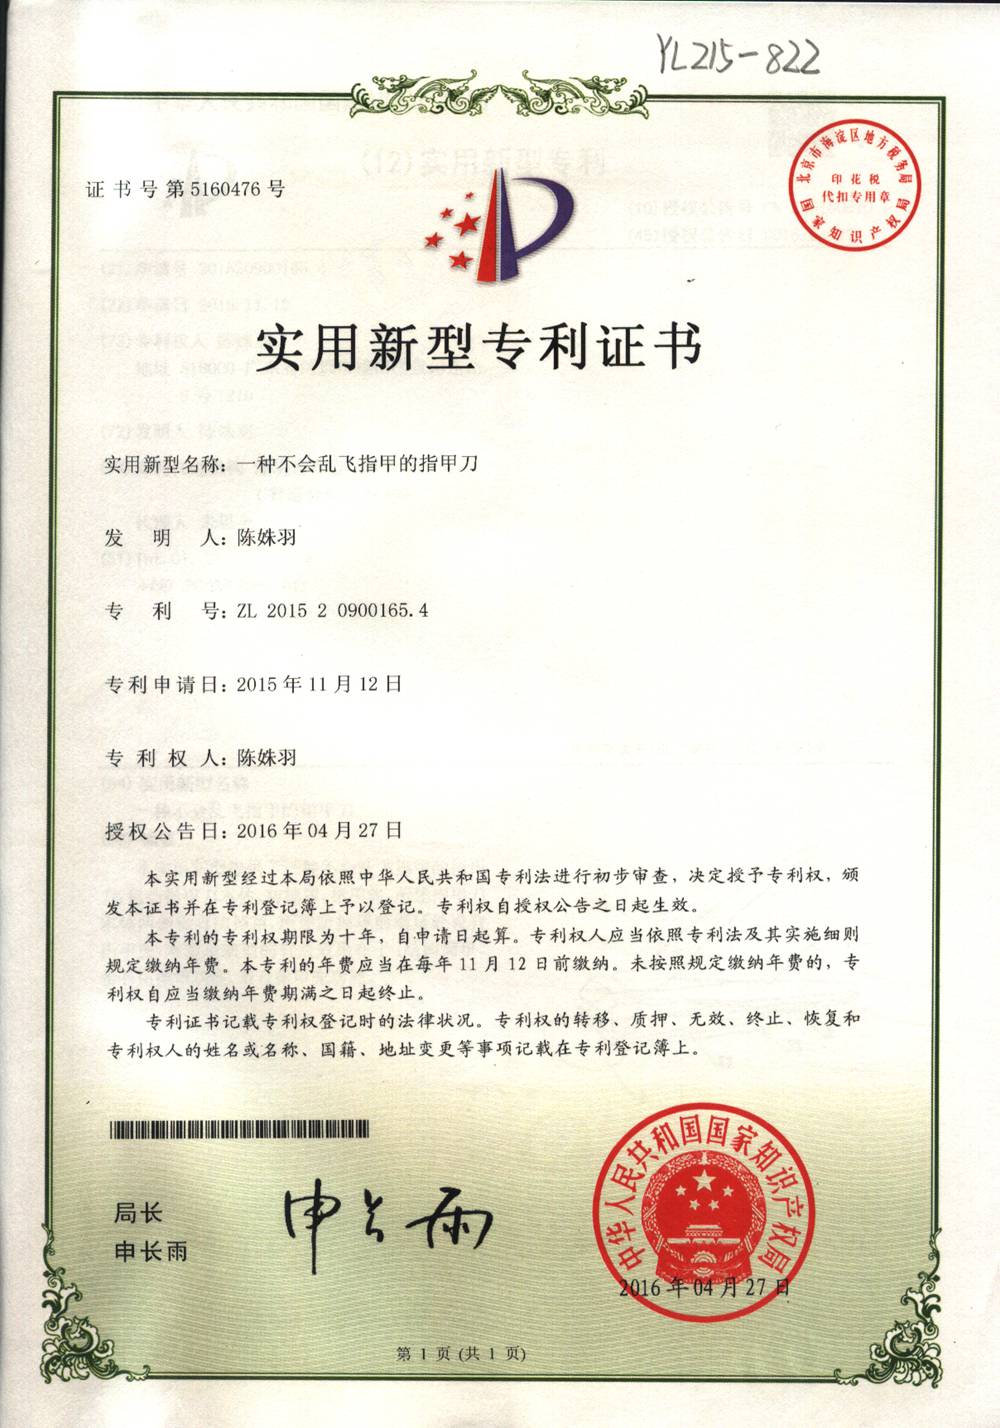 YL215-822
证书号第5160476号
北京市海淀区地方税务局
印花税
代扣专用章
国家知识产权局
实用新型专利证书
实用新型名称：一种不会乱飞指甲的指甲刀
发明人：陈姝羽
专利号：ZL 2015 2 0900165.4
专利申请日：2015年11月12日
专利权人：陈姝羽
授权公告日：2016年04月27日
本实用新型经过本局依照中华人民共和国专利法进行初步审查，决定授予专利权，颁
发本证书并在专利登记簿上予以登记。专利权自授权公告之日起生效。
本专利的专利权期限为十年，自申请日起算。专利权人应当依照专利法及其实施细则
规定缴纳年费。本专利的年费应当在每年11月12日前缴纳。未按照规定缴纳年费的，专
利权自应当缴纳年费期满之日起终止。
专利证书记载专利权登记时的法律状况。专利权的转移、质押、无效、终止、恢复和
专利权人的姓名或名称、国籍、地址变更等事项记载在专利登记簿上。
局长
申长雨
申长雨
中华人民共和国国家知识产权局
2016年04月27日
第1页(共1页)